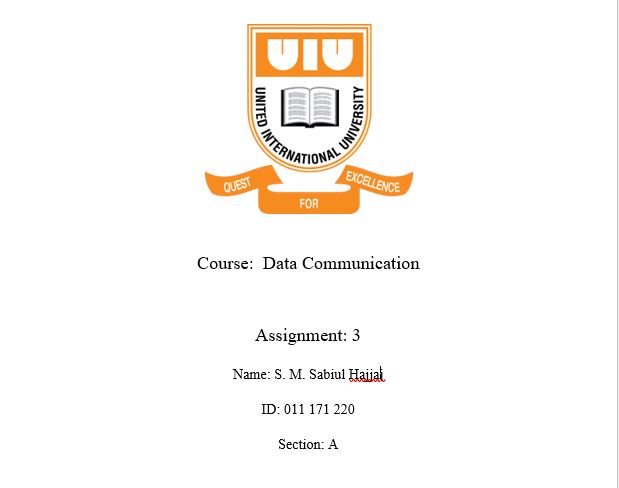 UIU
UNITED INTERNATIONAL UNIVERSITY
QUEST
FOR
EXCELLENCE
Course:  Data Communication
Assignment: 3
Name: S. M. Sabiul Hajjaj
ID: 011 171 220
Section: A